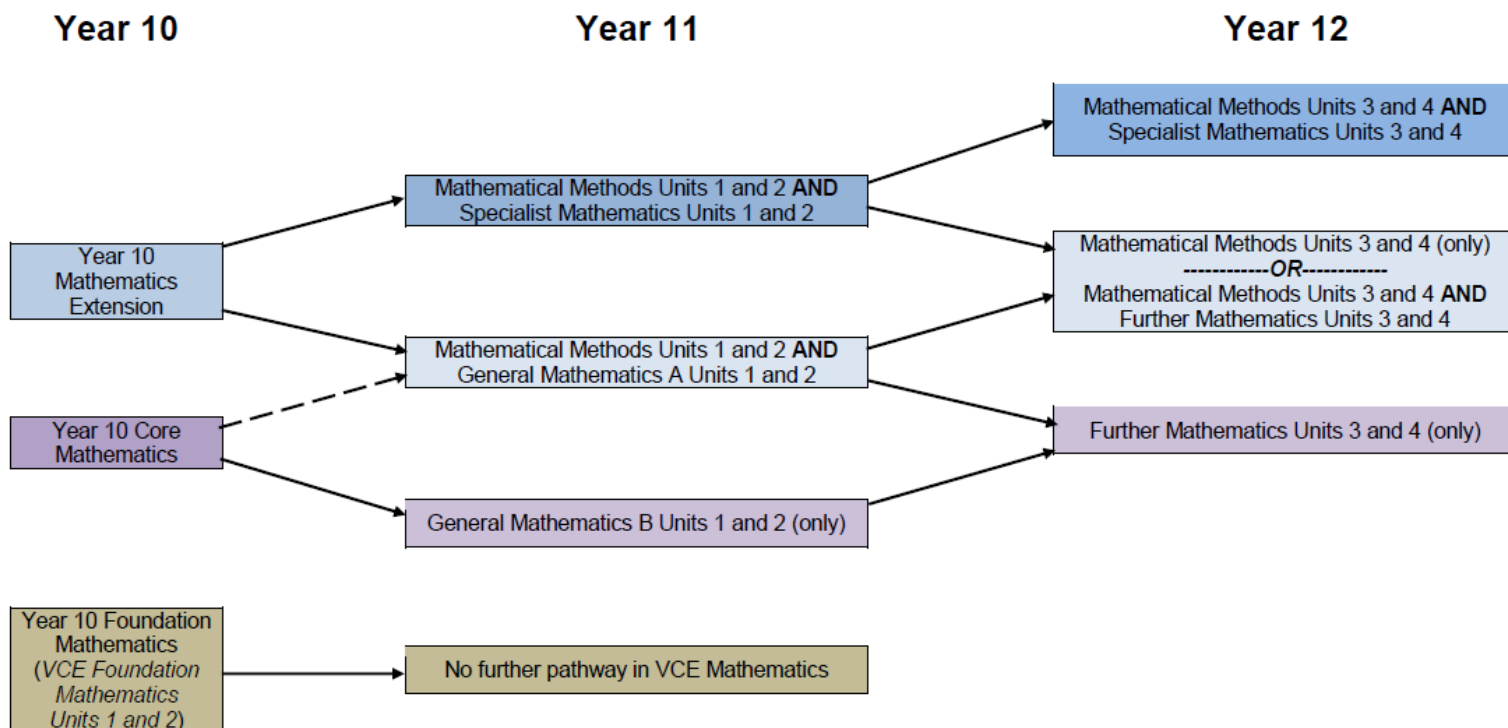 Year 10
Year 11
Year 12
Mathematical Methods Units 3 and 4 AND
Specialist Mathematics Units 3 and 4
Mathematical Methods Units 1 and 2 AND
Specialist Mathematics Units 1 and 2
Year 10
Mathematics
Extension
Mathematical Methods Units 3 and 4 (only)
------------OR------------
Mathematical Methods Units 3 and 4 AND
Further Mathematics Units 3 and 4
Mathematical Methods Units 1 and 2 AND
General Mathematics A Units 1 and 2
Year 10 Core
Mathematics
Further Mathematics Units 3 and 4 (only)
General Mathematics B Units 1 and 2 (only)
Year 10 Foundation
Mathematics
(VCE Foundation
Mathematics
Units 1 and 2)
No further pathway in VCE Mathematics